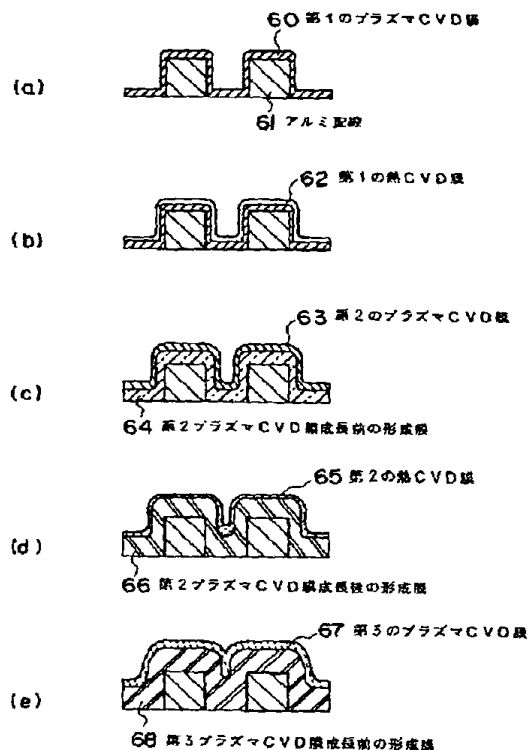 60 第1のプラズマCVD膜
(a)
61 アルミ配線
62 第1の熱CVD膜
(b)
63 第2のプラズマCVD膜
(c)
64 第2プラズマCVD膜成長前の形成膜
65 第2の熱CVD膜
(d)
66 第2プラズマCVD膜成長後の形成膜
67 第3のプラズマCVD膜
(e)
68 第3プラズマCVD膜成長前の形成膜